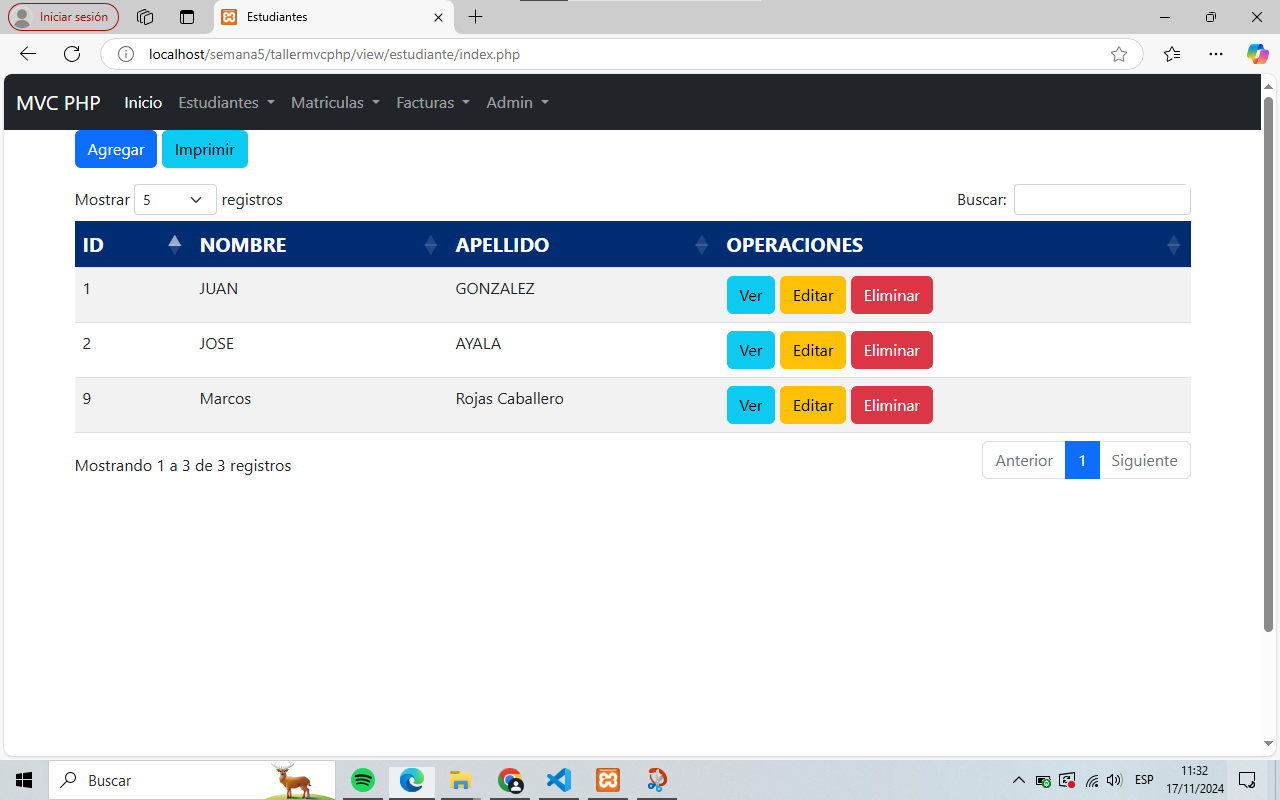 Iniciar sesión
Estudiantes
localhost/semana5/tallermvcphp/view/estudiante/index.php
MVC PHP Inicio Estudiantes Matriculas Facturas Admin
Agregar Imprimir
Mostrar 5 registros Buscar:
ID NOMBRE APELLIDO OPERACIONES
1 JUAN GONZALEZ Ver Editar Eliminar
2 JOSE AYALA Ver Editar Eliminar
9 Marcos Rojas Caballero Ver Editar Eliminar
Mostrando 1 a 3 de 3 registros Anterior 1 Siguiente
Buscar ESP 11:32
17/11/2024